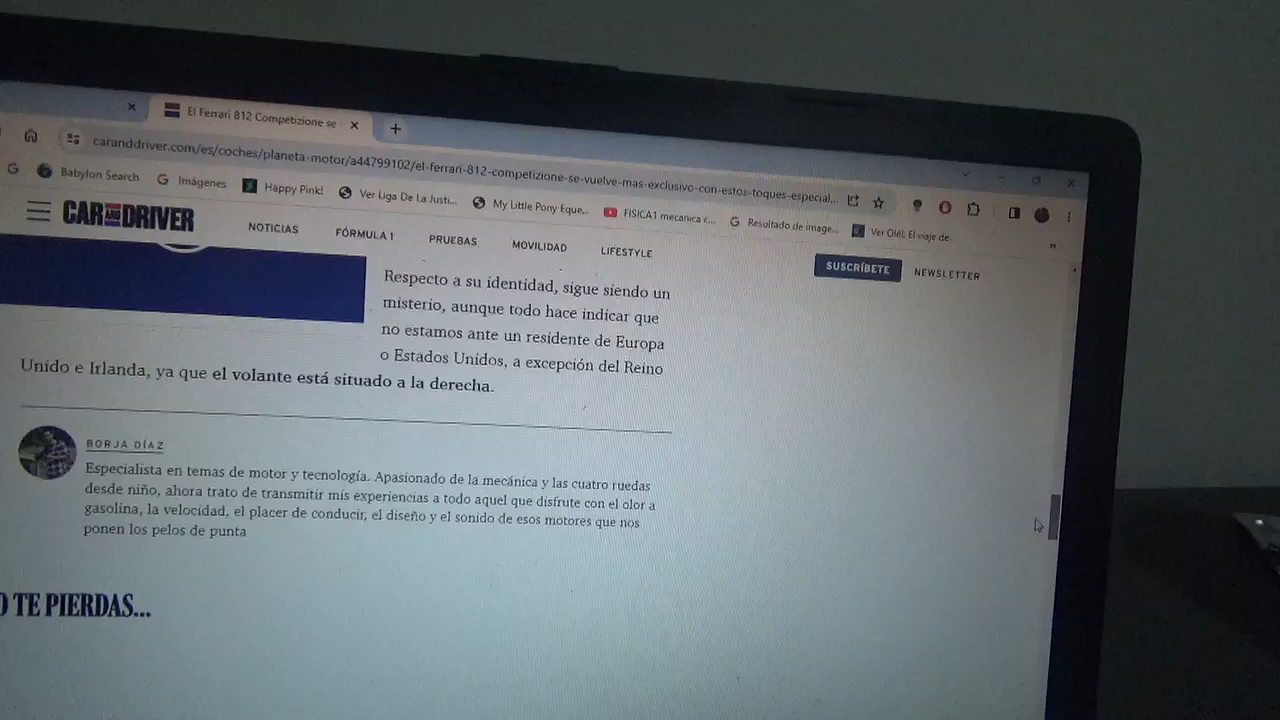 El Ferrari 812 Competizione se
caranddriver.com/es/coches/planeta-motor/a44799102/el-ferrari-812-competizione-se-vuelve-mas-exclusivo-con-estos-toques-especial...
Babylon Search
Imágenes
Happy Pink!
Ver Liga De La Justi...
My Little Pony Eque...
FISICA1 mecanica c...
Resultado de image...
Ver Olé!. El viaje de...
CAR AND DRIVER
NOTICIAS
FÓRMULA 1
PRUEBAS
MOVILIDAD
LIFESTYLE
SUSCRÍBETE
NEWSLETTER
Respecto a su identidad, sigue siendo un
misterio, aunque todo hace indicar que
no estamos ante un residente de Europa
o Estados Unidos, a excepción del Reino
Unido e Irlanda, ya que el volante está situado a la derecha.
BORJA DÍAZ
Especialista en temas de motor y tecnología. Apasionado de la mecánica y las cuatro ruedas
desde niño, ahora trato de transmitir mis experiencias a todo aquel que disfrute con el olor a
gasolina, la velocidad, el placer de conducir, el diseño y el sonido de esos motores que nos
ponen los pelos de punta
O TE PIERDAS...